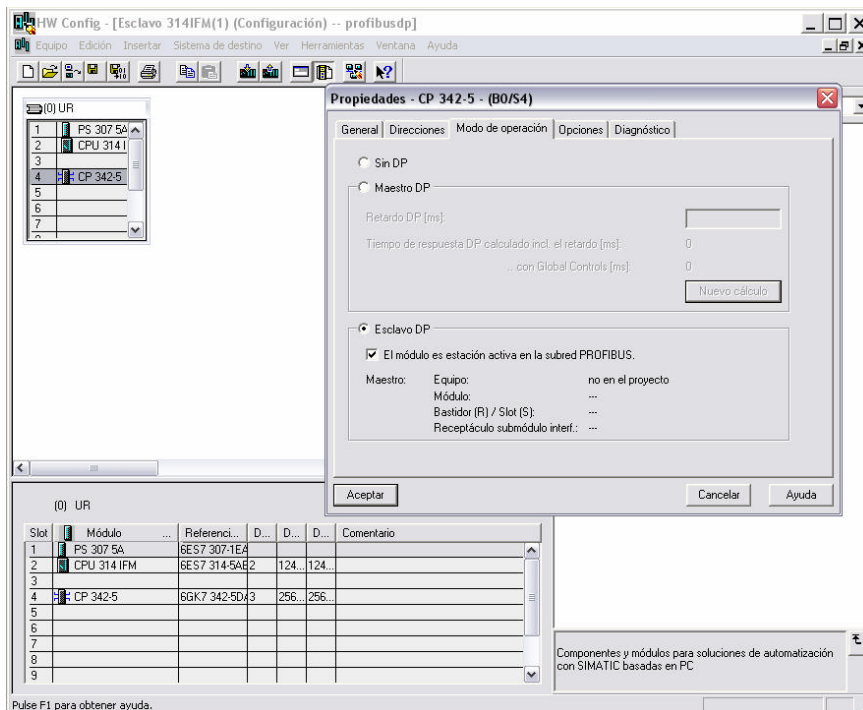 HW Config - [Esclavo 314IFM(1) (Configuración) -- profibusdp]
Equipo Edición Insertar Sistema de destino Ver Herramientas Ventana Ayuda
(0) UR
1 PS 307 5A
2 CPU 314 I
3
4 CP 342-5
5
6
7
Propiedades - CP 342-5 - (B0/S4)
General Direcciones Modo de operación Opciones Diagnóstico
Sin DP
Maestro DP
Retardo DP [ms]:
Tiempo de respuesta DP calculado incl. el retardo [ms]: 0
... con Global Controls [ms]: 0
Nuevo cálculo
Esclavo DP
El módulo es estación activa en la subred PROFIBUS.
Maestro: Equipo: no en el proyecto
Módulo: ---
Bastidor (R) / Slot (S): ---
Receptáculo submódulo interf.: ---
Aceptar Cancelar Ayuda
(0) UR
Slot Módulo ... Referenci... D... D... D... Comentario
1 PS 307 5A 6ES7 307-1EA
2 CPU 314 IFM 6ES7 314-5AE 2 124... 124...
3
4 CP 342-5 6GK7 342-5DA 3 256... 256...
5
6
7
8
9
Componentes y módulos para soluciones de automatización
con SIMATIC basadas en PC
Pulse F1 para obtener ayuda.